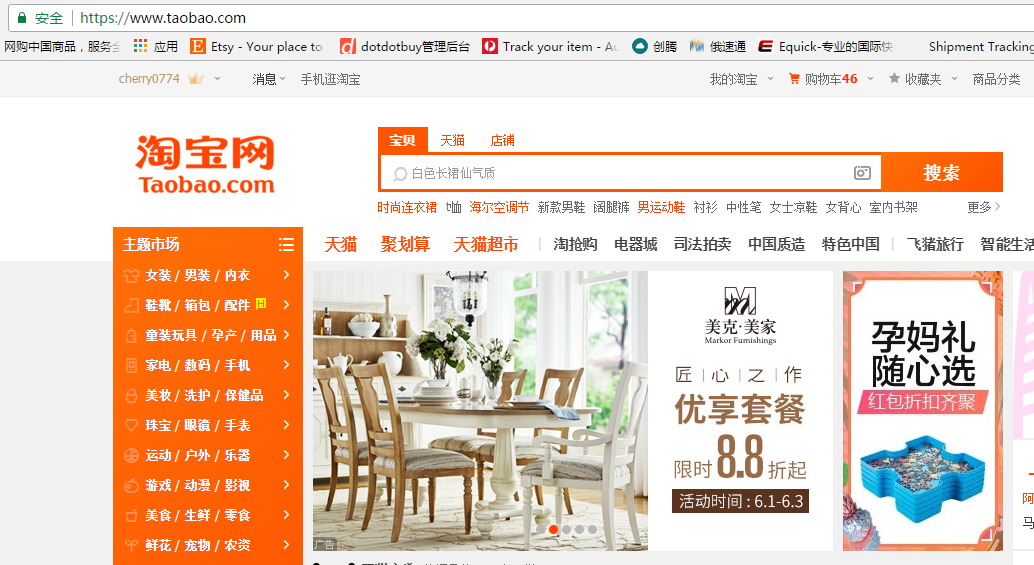 安全 | https://www.taobao.com
网购中国商品，服务全 应用 Etsy - Your place to dotdotbuy管理后台 Track your item - Au 创腾 俄速通 Equick-专业的国际快 Shipment Tracking
cherry0774 消息 手机逛淘宝 我的淘宝 购物车46 收藏夹 商品分类
宝贝 天猫 店铺
淘宝网
Taobao.com
白色长裙仙气质 搜索
时尚连衣裙 t恤 海尔空调节 新款男鞋 阔腿裤 男运动鞋 衬衫 中性笔 女士凉鞋 女背心 室内书架 更多
主题市场
天猫 聚划算 天猫超市 | 淘抢购 电器城 司法拍卖 中国质造 特色中国 | 飞猪旅行 智能生活
女装 / 男装 / 内衣
鞋靴 / 箱包 / 配件
童装玩具 / 孕产 / 用品
家电 / 数码 / 手机
美妆 / 洗护 / 保健品
珠宝 / 眼镜 / 手表
运动 / 户外 / 乐器
游戏 / 动漫 / 影视
美食 / 生鲜 / 零食
鲜花 / 宠物 / 农资
美克·美家
Markor Furnishings
匠 | 心 | 之 | 作
优享套餐
限时8.8折起
活动时间：6.1-6.3
广告
孕妈礼
随心选
红包折扣齐聚
阿
马